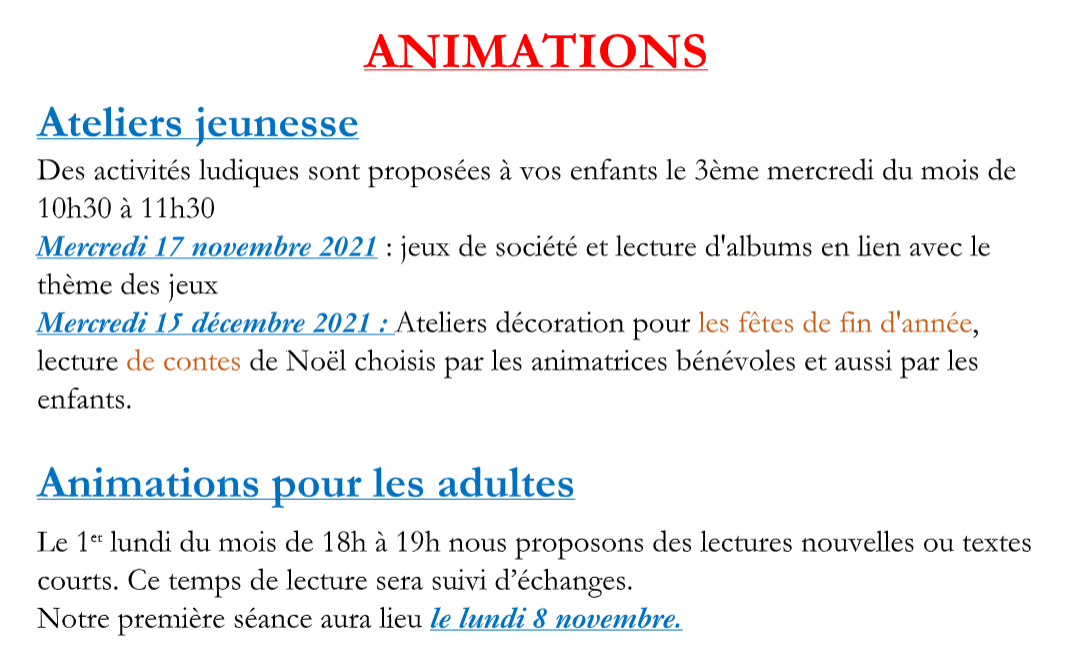 ANIMATIONS
Ateliers jeunesse
Des activités ludiques sont proposées à vos enfants le 3ème mercredi du mois de
10h30 à 11h30
Mercredi 17 novembre 2021 : jeux de société et lecture d'albums en lien avec le
thème des jeux
Mercredi 15 décembre 2021 : Ateliers décoration pour les fêtes de fin d'année,
lecture de contes de Noël choisis par les animatrices bénévoles et aussi par les
enfants.
Animations pour les adultes
Le 1er lundi du mois de 18h à 19h nous proposons des lectures nouvelles ou textes
courts. Ce temps de lecture sera suivi d’échanges.
Notre première séance aura lieu le lundi 8 novembre.